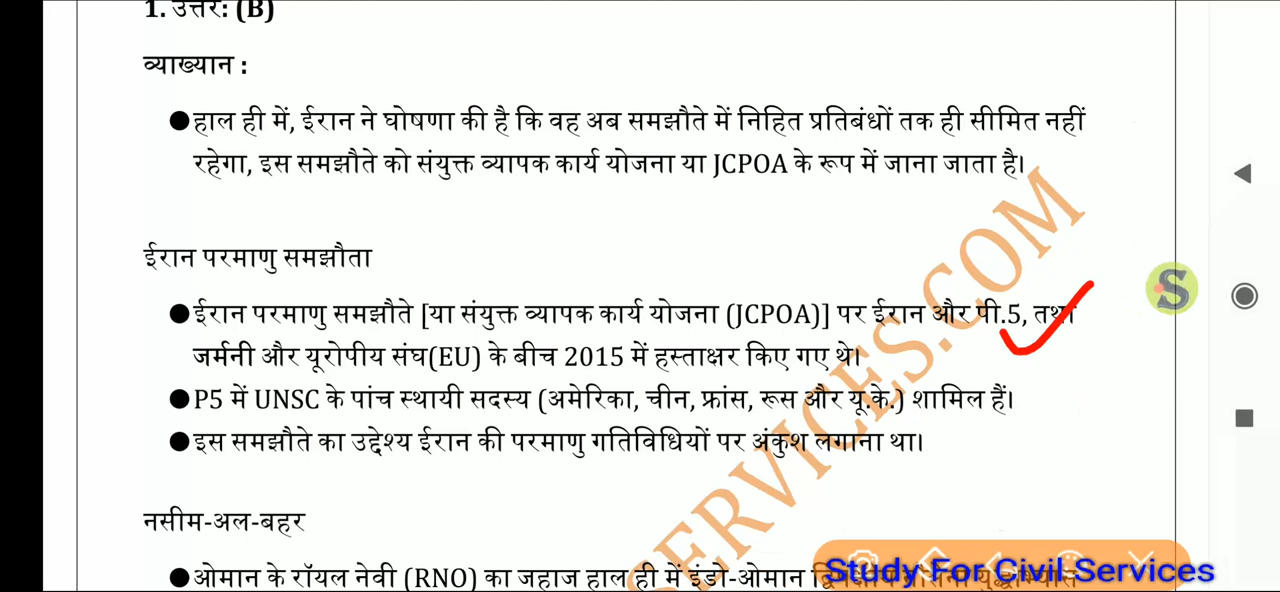 1. उत्तर: (B)
व्याख्यान :
●हाल ही में, ईरान ने घोषणा की है कि वह अब समझौते में निहित प्रतिबंधों तक ही सीमित नहीं
रहेगा, इस समझौते को संयुक्त व्यापक कार्य योजना या JCPOA के रूप में जाना जाता है।
ईरान परमाणु समझौता
●ईरान परमाणु समझौते [या संयुक्त व्यापक कार्य योजना (JCPOA)] पर ईरान और पी.5, तथा
जर्मनी और यूरोपीय संघ(EU) के बीच 2015 में हस्ताक्षर किए गए थे।
●P5 में UNSC के पांच स्थायी सदस्य (अमेरिका, चीन, फ्रांस, रूस और यू.के.) शामिल हैं।
●इस समझौते का उद्देश्य ईरान की परमाणु गतिविधियों पर अंकुश लगाना था।
नसीम-अल-बहर
●ओमान के रॉयल नेवी (RNO) का जहाज हाल ही में इंडो-ओमान
SERVICES.COM
S
Study For Civil Services